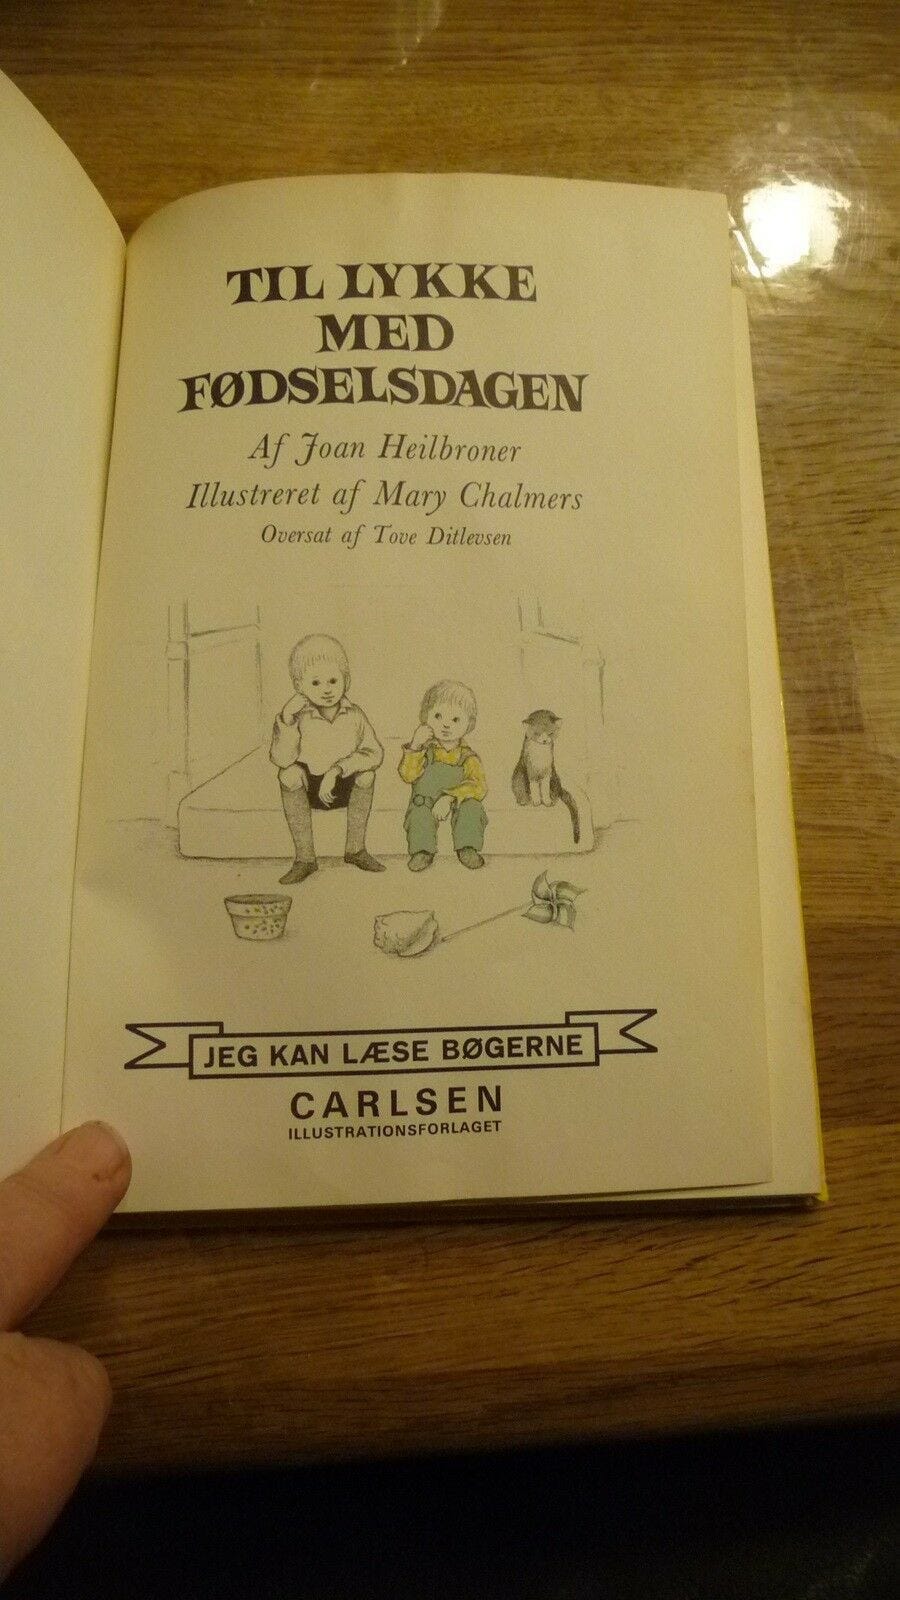 TIL LYKKE
MED
FØDSELSDAGEN
Af Joan Heilbroner
Illustreret af Mary Chalmers
Oversat af Tove Ditlevsen
JEG KAN LÆSE BØGERNE
CARLSEN
ILLUSTRATIONSFORLAGET